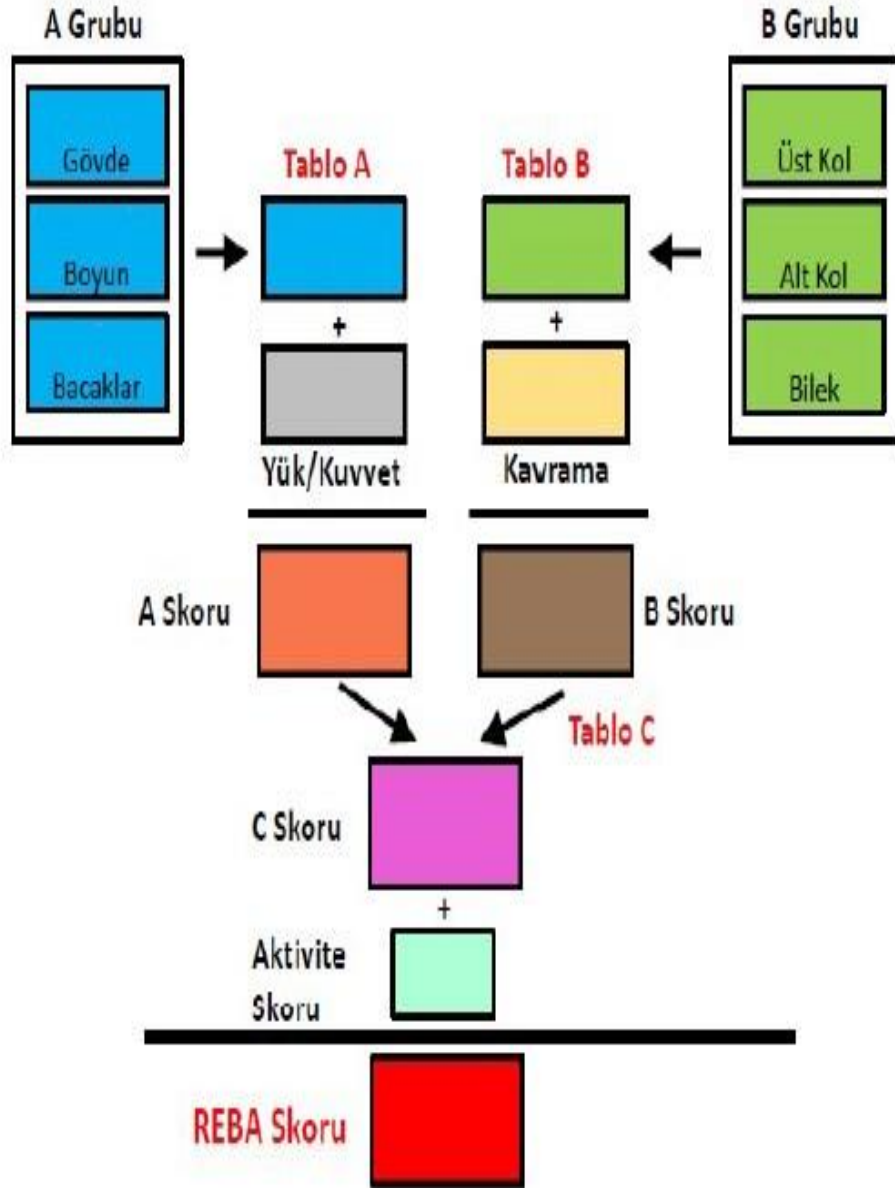 A Grubu
B Grubu
Gövde
Boyun
Bacaklar
Tablo A
Tablo B
Üst Kol
Alt Kol
Bilek
+
+
Yük/Kuvvet
Kavrama
A Skoru
B Skoru
Tablo C
C Skoru
+
Aktivite
Skoru
REBA Skoru